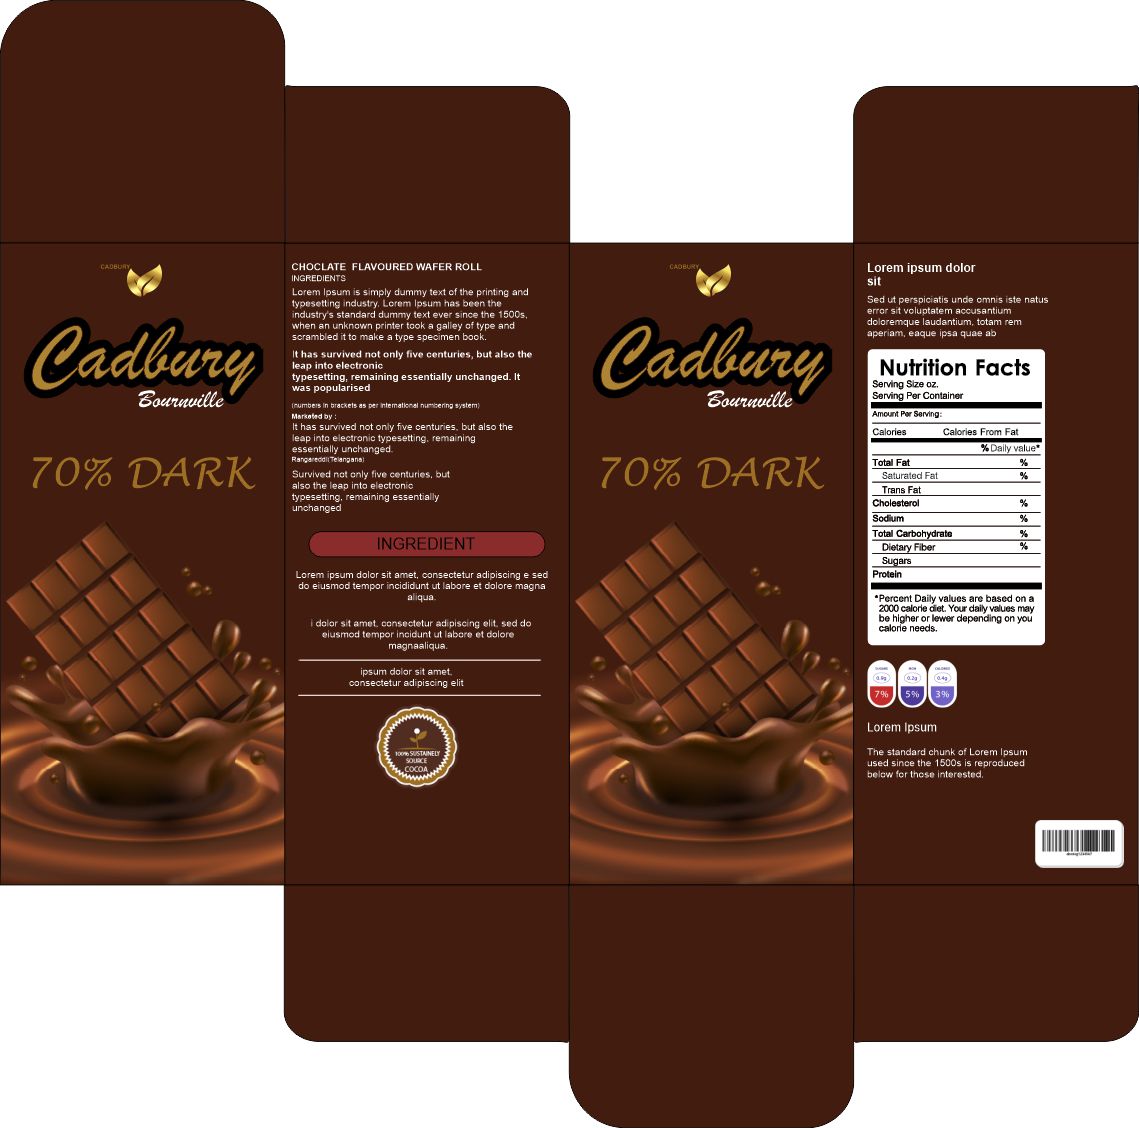 CADBURY
Cadbury
Bournville
70% DARK
CHOCLATE FLAVOURED WAFER ROLL
INGREDIENTS
Lorem Ipsum is simply dummy text of the printing and
typesetting industry. Lorem Ipsum has been the
industry's standard dummy text ever since the 1500s,
when an unknown printer took a galley of type and
scrambled it to make a type specimen book.
It has survived not only five centuries, but also the
leap into electronic
typesetting, remaining essentially unchanged. It
was popularised
(numbers in brackets as per international numbering system)
Marketed by :
It has survived not only five centuries, but also the
leap into electronic typesetting, remaining
essentially unchanged.
Rangareddi(Telangana)
Survived not only five centuries, but
also the leap into electronic
typesetting, remaining essentially
unchanged
INGREDIENT
Lorem ipsum dolor sit amet, consectetur adipiscing e sed
do eiusmod tempor incididunt ut labore et dolore magna
aliqua.
i dolor sit amet, consectetur adipiscing elit, sed do
eiusmod tempor incidunt ut labore et dolore
magnaaliqua.
ipsum dolor sit amet,
consectetur adipiscing elit
100% SUSTAINELY
SOURCE
COCOA
CADBURY
Cadbury
Bournville
70% DARK
Lorem ipsum dolor
sit
Sed ut perspiciatis unde omnis iste natus
error sit voluptatem accusantium
doloremque laudantium, totam rem
aperiam, eaque ipsa quae ab
Nutrition Facts
Serving Size oz.
Serving Per Container
Amount Per Serving:
Calories Calories From Fat
% Daily value*
Total Fat %
Saturated Fat %
Trans Fat
Cholesterol %
Sodium %
Total Carbohydrate %
Dietary Fiber %
Sugars
Protein
*Percent Daily values are based on a
2000 calorie diet. Your daily values may
be higher or lewer depending on you
calorie needs.
0.2g 0.4g
7% 5% 3%
Lorem Ipsum
The standard chunk of Lorem Ipsum
used since the 1500s is reproduced
below for those interested.